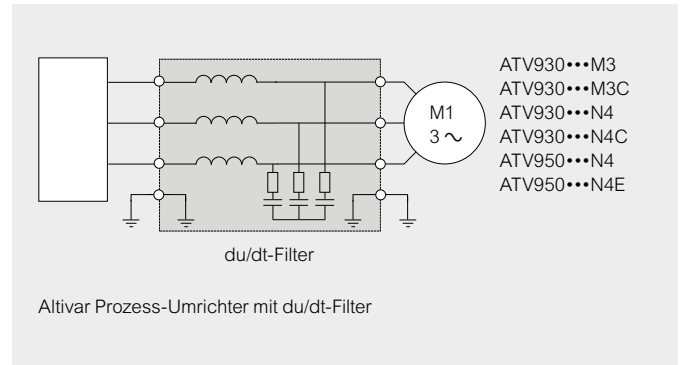 M1
3 ~
ATV930•••M3
ATV930•••M3C
ATV930•••N4
ATV930•••N4C
ATV950•••N4
ATV950•••N4E
du/dt-Filter
Altivar Prozess-Umrichter mit du/dt-Filter